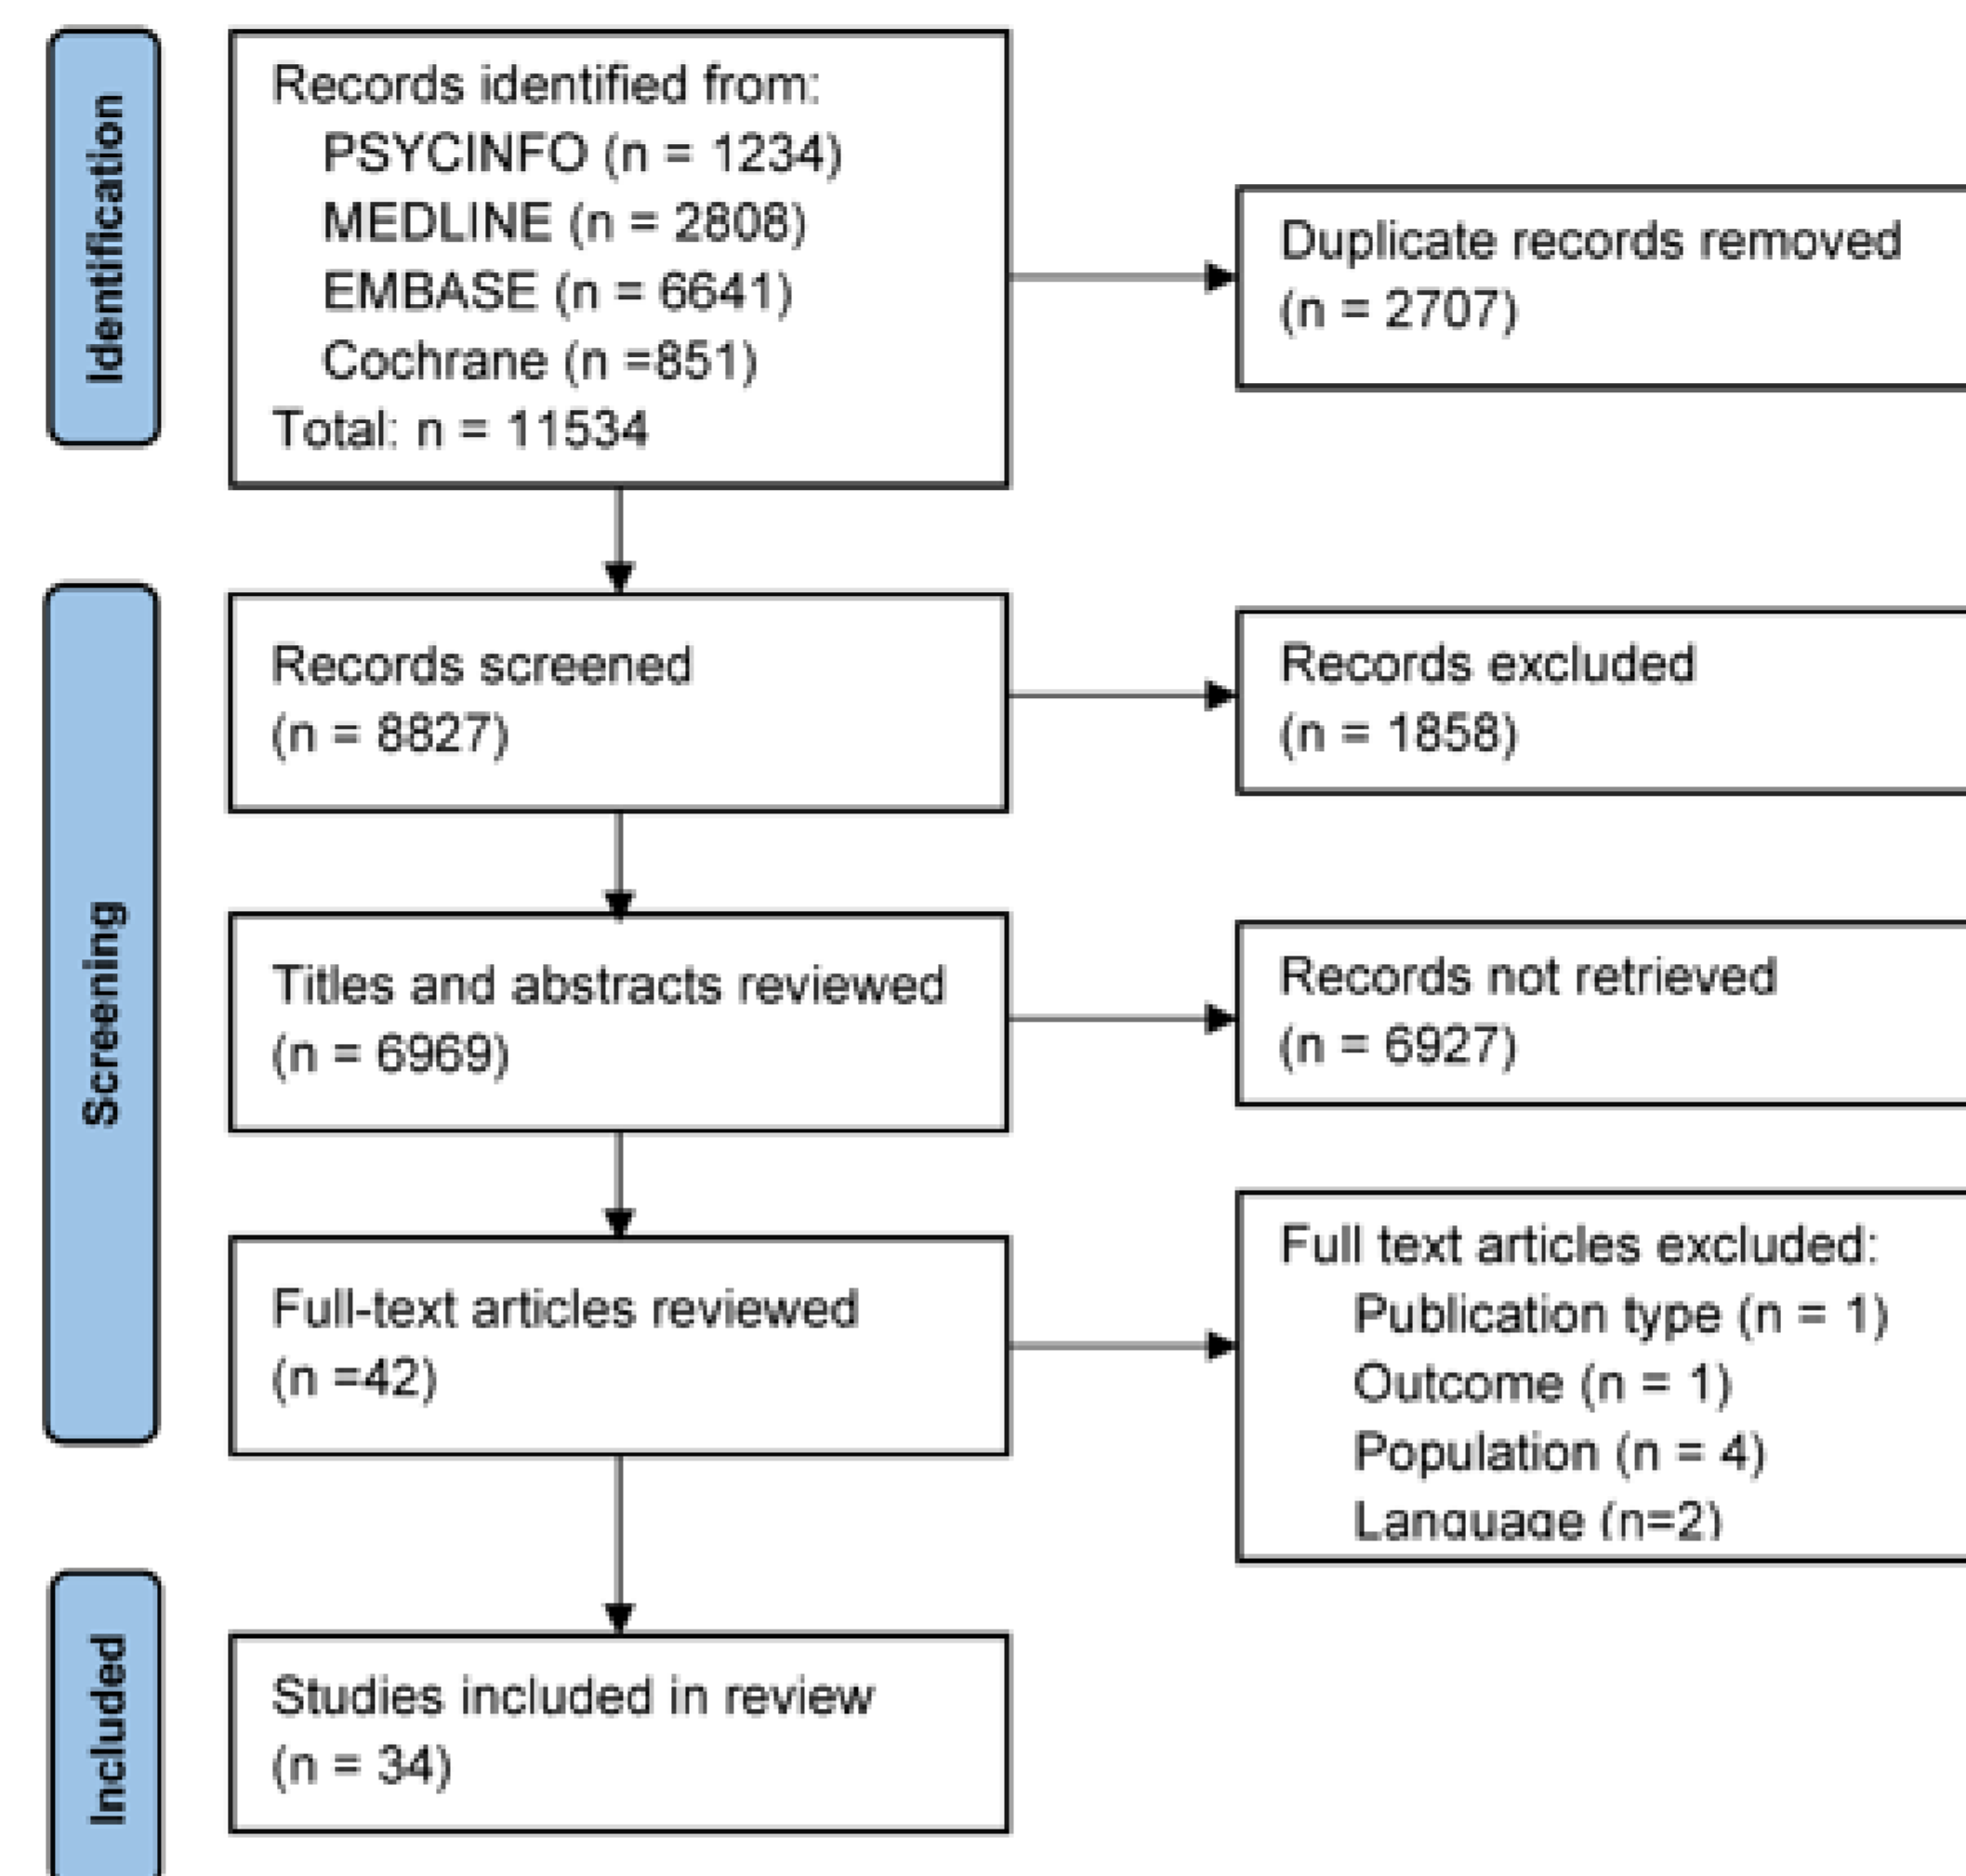 Identification
Records identified from:
PSYCINFO (n = 1234)
MEDLINE (n = 2808)
EMBASE (n = 6641)
Cochrane (n =851)
Total: n = 11534
Duplicate records removed
(n = 2707)
Screening
Records screened
(n = 8827)
Records excluded
(n = 1858)
Titles and abstracts reviewed
(n = 6969)
Records not retrieved
(n = 6927)
Full-text articles reviewed
(n =42)
Full text articles excluded:
Publication type (n = 1)
Outcome (n = 1)
Population (n = 4)
Language (n=2)
Included
Studies included in review
(n = 34)